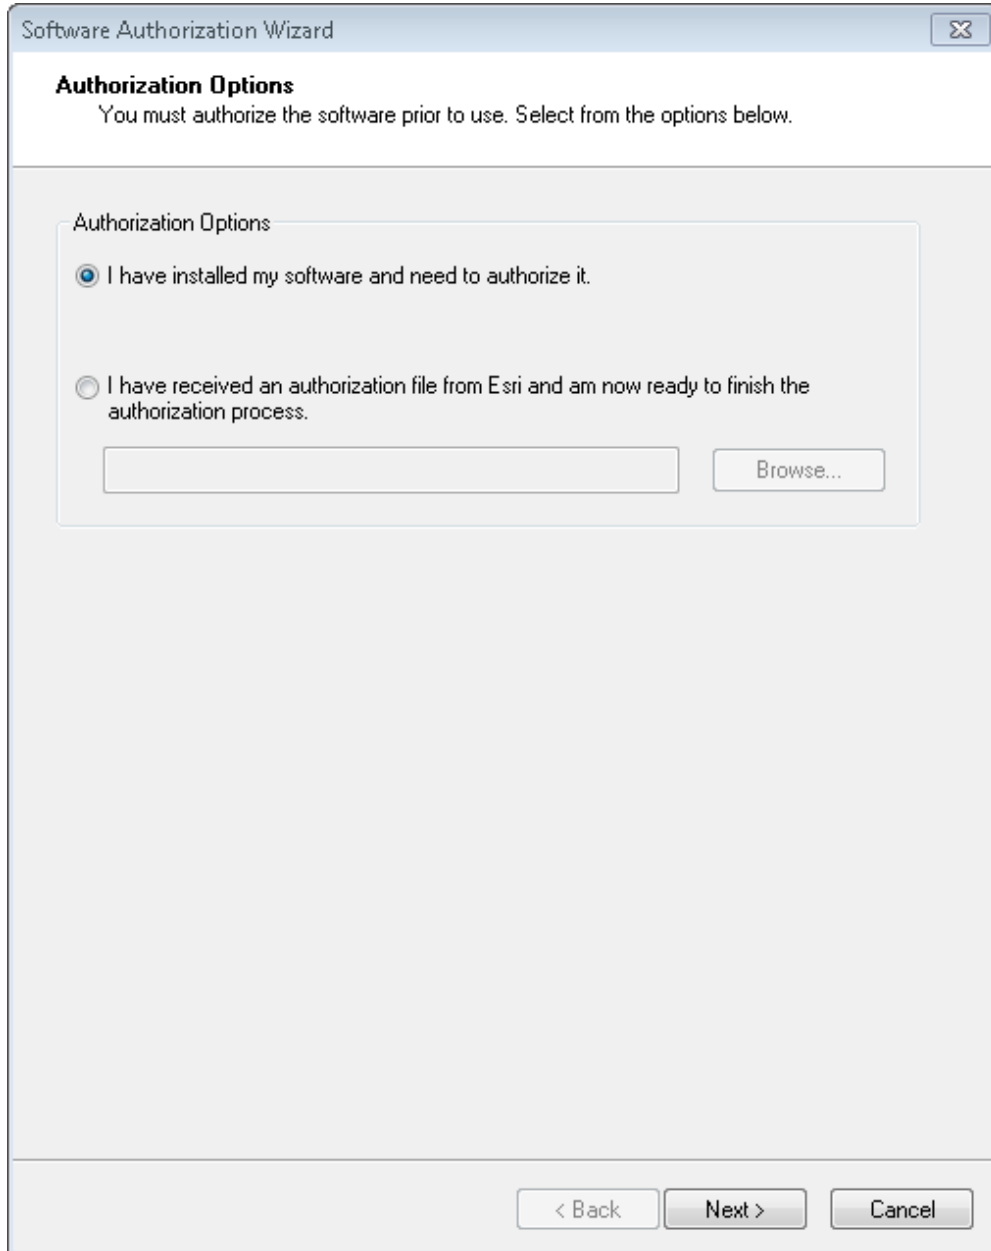 Software Authorization Wizard
Authorization Options
You must authorize the software prior to use. Select from the options below.
Authorization Options
I have installed my software and need to authorize it.
I have received an authorization file from Esri and am now ready to finish the
authorization process.
Browse...
< Back
Next >
Cancel